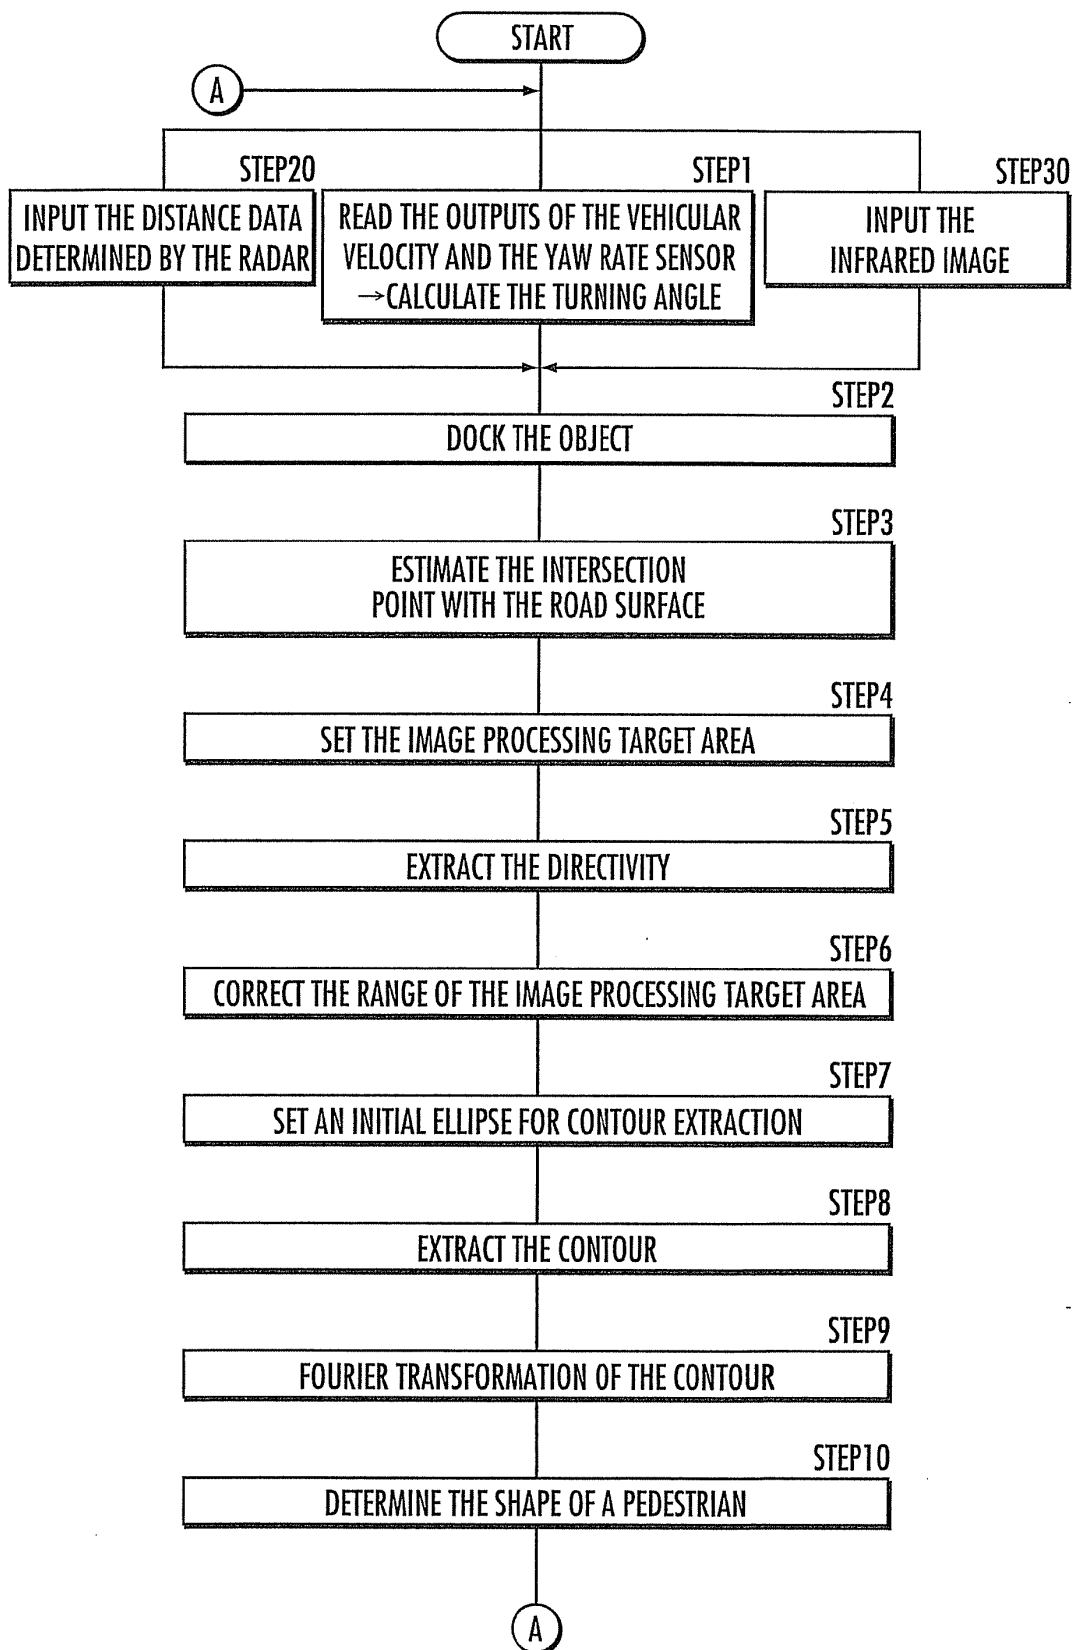 START
A
STEP20
INPUT THE DISTANCE DATA
DETERMINED BY THE RADAR
STEP1
READ THE OUTPUTS OF THE VEHICULAR
VELOCITY AND THE YAW RATE SENSOR
→CALCULATE THE TURNING ANGLE
STEP30
INPUT THE
INFRARED IMAGE
STEP2
DOCK THE OBJECT
STEP3
ESTIMATE THE INTERSECTION
POINT WITH THE ROAD SURFACE
STEP4
SET THE IMAGE PROCESSING TARGET AREA
STEP5
EXTRACT THE DIRECTIVITY
STEP6
CORRECT THE RANGE OF THE IMAGE PROCESSING TARGET AREA
STEP7
SET AN INITIAL ELLIPSE FOR CONTOUR EXTRACTION
STEP8
EXTRACT THE CONTOUR
STEP9
FOURIER TRANSFORMATION OF THE CONTOUR
STEP10
DETERMINE THE SHAPE OF A PEDESTRIAN
A